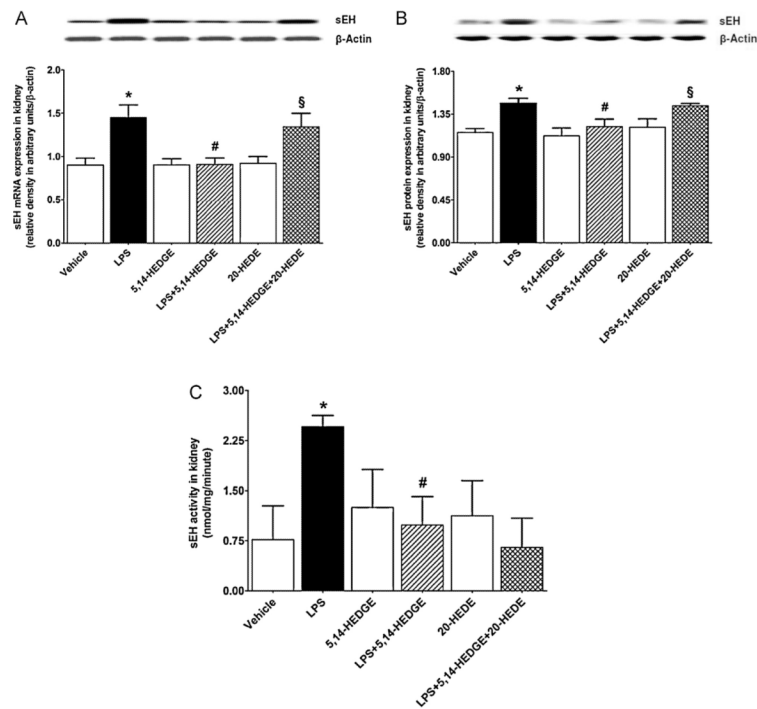 A
sEH
β-Actin
sEH mRNA expression in kidney
(relative density in arbitrary units/β-actin)
2.0
1.5
1.0
0.5
0.0
*
#
§
Vehicle
LPS
5,14-HEDGE
LPS+5,14-HEDGE
20-HEDE
LPS+5,14-HEDGE+20-HEDE
B
sEH
β-Actin
sEH protein expression in kidney
(relative density in arbitrary units/β-actin)
1.80
1.35
0.90
0.45
0.00
*
#
§
Vehicle
LPS
5,14-HEDGE
LPS+5,14-HEDGE
20-HEDE
LPS+5,14-HEDGE+20-HEDE
C
sEH activity in kidney
(nmol/mg/minute)
3.00
2.25
1.50
0.75
0.00
*
#
Vehicle
LPS
5,14-HEDGE
LPS+5,14-HEDGE
20-HEDE
LPS+5,14-HEDGE+20-HEDE